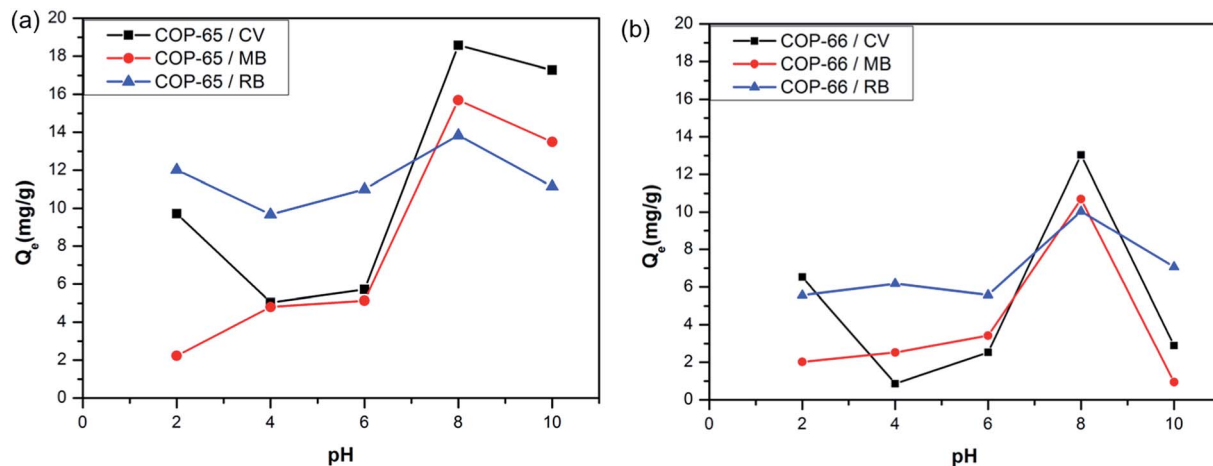 (a)
COP-65 / CV
COP-65 / MB
COP-65 / RB
20
18
16
14
12
10
8
6
4
2
0
Qe(mg/g)
0 2 4 6 8 10
pH
(b)
COP-66 / CV
COP-66 / MB
COP-66 / RB
20
18
16
14
12
10
8
6
4
2
0
Qe(mg/g)
0 2 4 6 8 10
pH